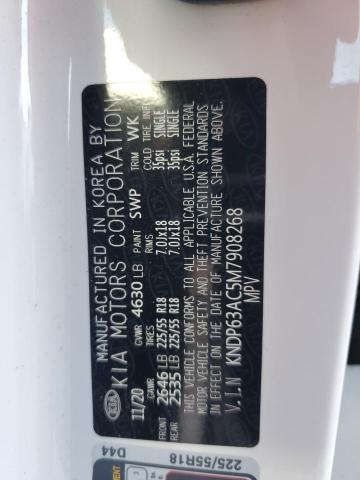 MANUFACTURED IN KOREA BY
KIA MOTORS CORPORATION
KIA
11/20 GVWR 4630 LB PAINT SWP TRIM WK
GAWR TIRES RIMS COLD TIRE INFL
FRONT 2646 LB 225/55 R18 7.0JX18 35psi SINGLE
REAR 2535 LB 225/55 R18 7.0JX18 35psi SINGLE
THIS VEHICLE CONFORMS TO ALL APPLICABLE U.S.A. FEDERAL
MOTOR VEHICLE SAFETY AND THEFT PREVENTION STANDARDS
IN EFFECT ON THE DATE OF MANUFACTURE SHOWN ABOVE.
V.I.N KNDP63AC5M7908268
MPV
D44
225/55R18